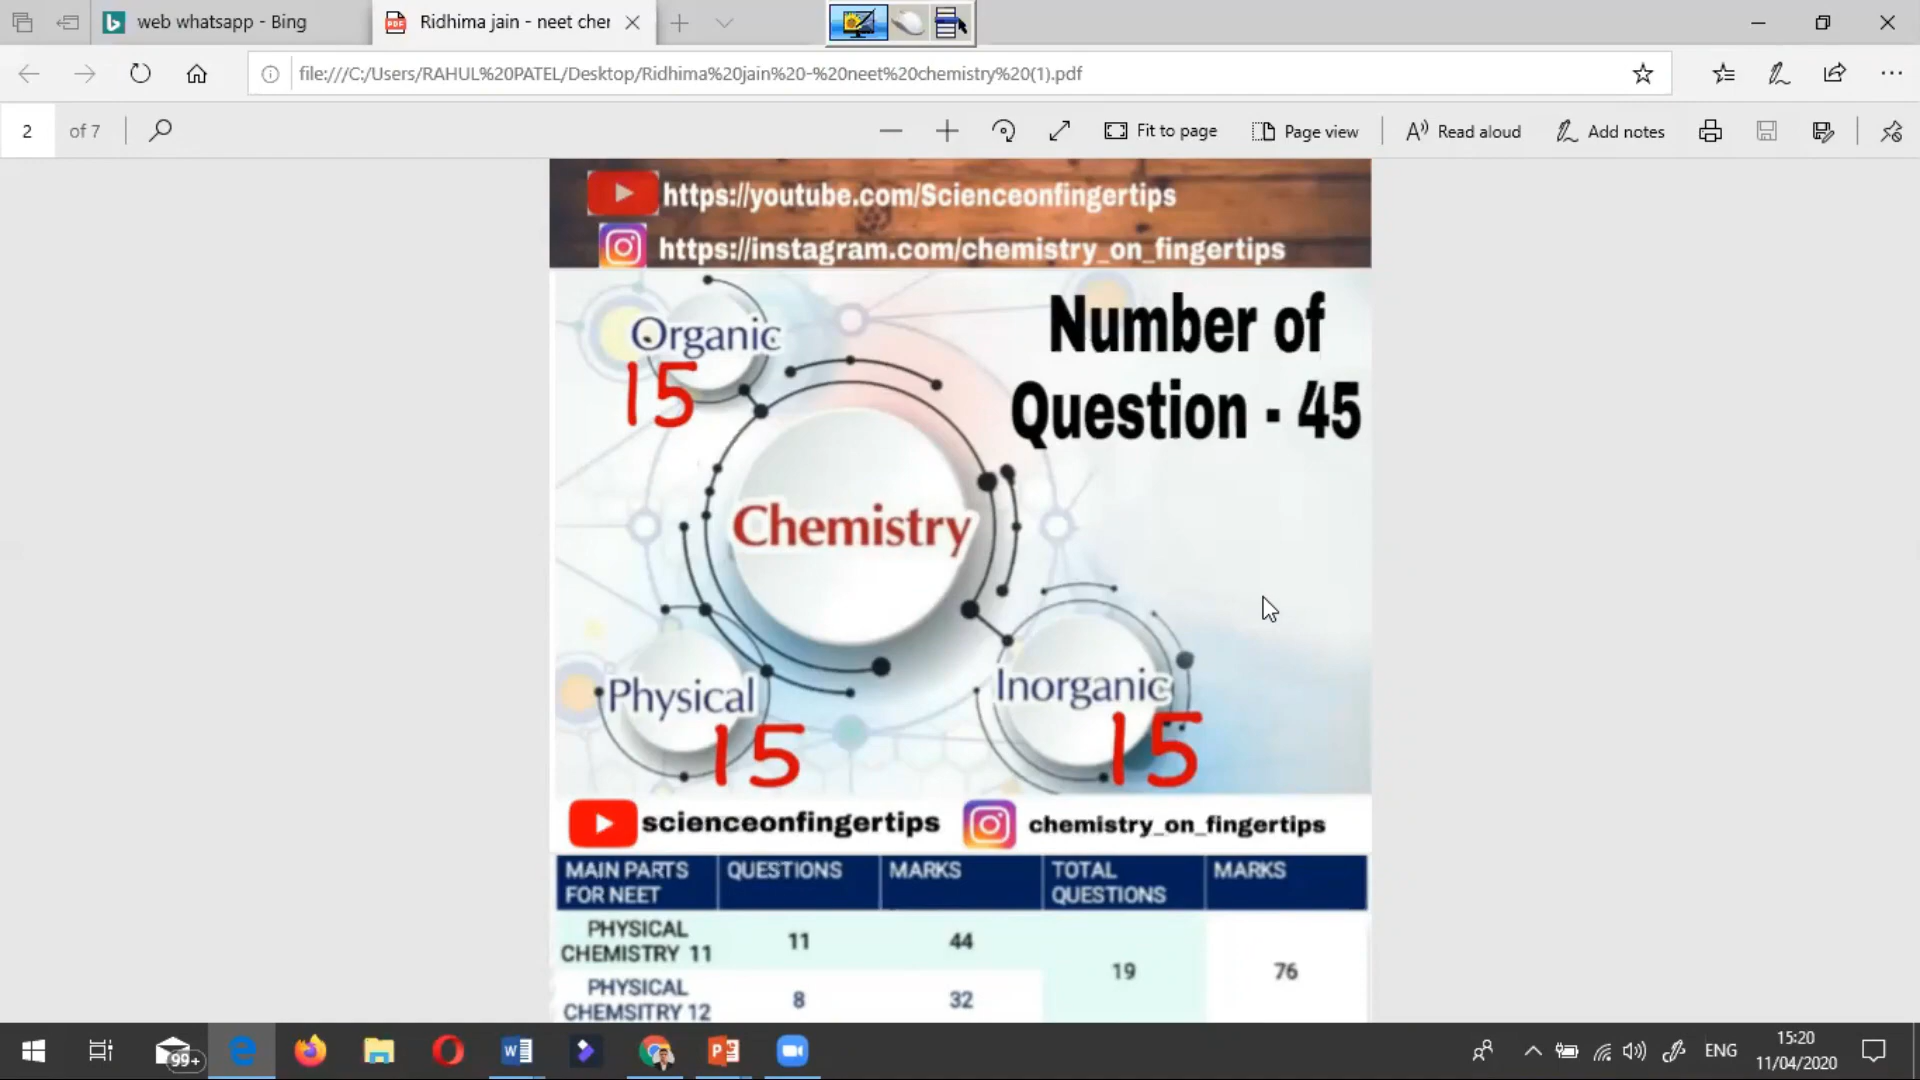 web whatsapp - Bing
Ridhima jain - neet cher
file:///C:/Users/RAHUL%20PATEL/Desktop/Ridhima%20jain%20-%20neet%20chemistry%20(1).pdf
2 of 7
Fit to page
Page view
Read aloud
Add notes
https://youtube.com/Scienceonfingertips
https://instagram.com/chemistry_on_fingertips
Number of
Question - 45
Organic
15
Chemistry
Physical
15
Inorganic
15
scienceonfingertips
chemistry_on_fingertips
MAIN PARTS FOR NEET QUESTIONS MARKS TOTAL QUESTIONS MARKS
PHYSICAL CHEMISTRY 11 11 44 19 76
PHYSICAL CHEMSITRY 12 8 32
99+
ENG
15:20
11/04/2020